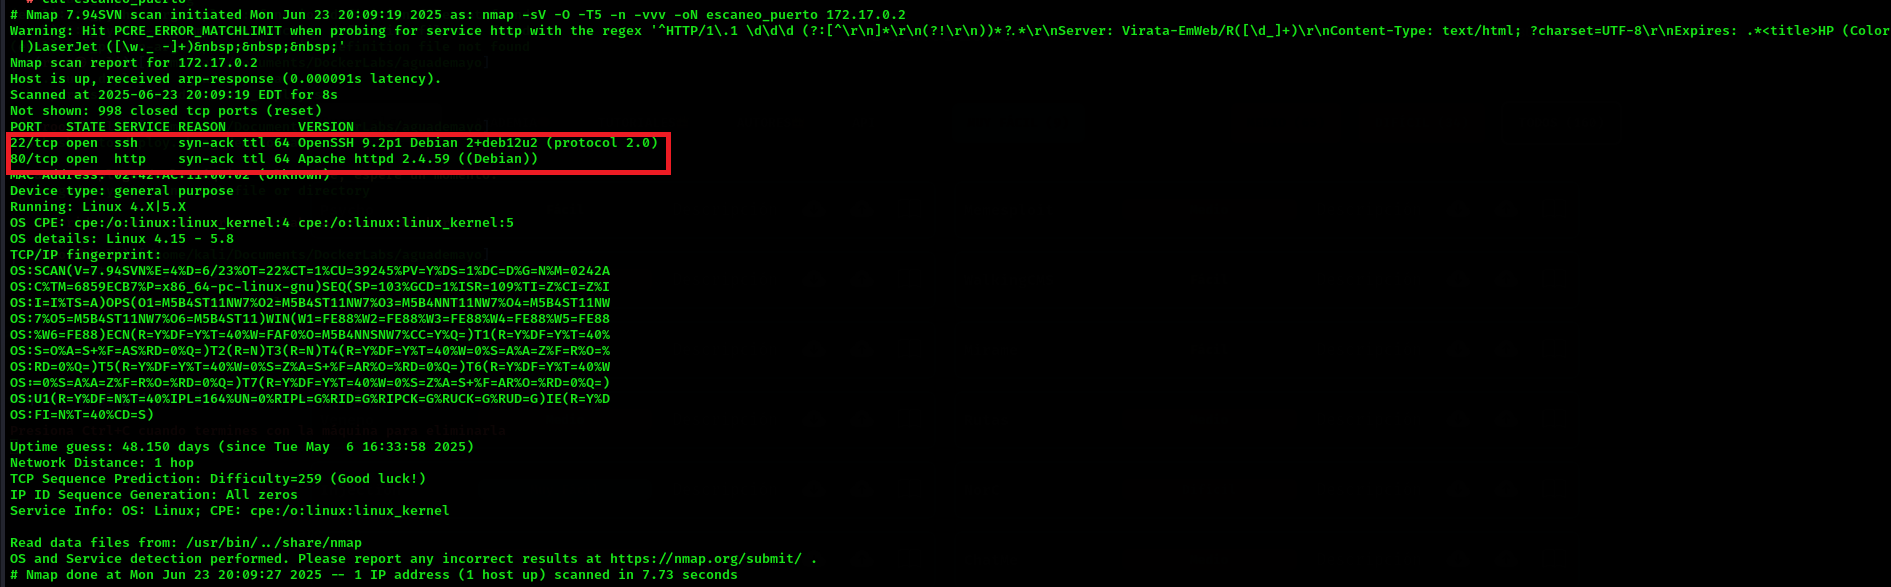 # cat escaneo_puerto
# Nmap 7.94SVN scan initiated Mon Jun 23 20:09:19 2025 as: nmap -sV -O -T5 -n -vvv -oN escaneo_puerto 172.17.0.2
Warning: Hit PCRE_ERROR_MATCHLIMIT when probing for service http with the regex '^HTTP/1\.1 \d\d\d (?:[^\r\n]*\r\n(?!\r\n))*?.*\r\nServer: Virata-EmWeb/R([\d_]+)\r\nContent-Type: text/html; ?charset=UTF-8\r\nExpires: .*<title>HP (Color
|)LaserJet ([\w._ -]+)&nbsp;&nbsp;&nbsp;'
Nmap scan report for 172.17.0.2
Host is up, received arp-response (0.000091s latency).
Scanned at 2025-06-23 20:09:19 EDT for 8s
Not shown: 998 closed tcp ports (reset)
PORT   STATE SERVICE REASON         VERSION
22/tcp open  ssh     syn-ack ttl 64 OpenSSH 9.2p1 Debian 2+deb12u2 (protocol 2.0)
80/tcp open  http    syn-ack ttl 64 Apache httpd 2.4.59 ((Debian))
MAC Address: 02:42:AC:11:00:02 (Unknown)
Device type: general purpose
Running: Linux 4.X|5.X
OS CPE: cpe:/o:linux:linux_kernel:4 cpe:/o:linux:linux_kernel:5
OS details: Linux 4.15 - 5.8
TCP/IP fingerprint:
OS:SCAN(V=7.94SVN%E=4%D=6/23%OT=22%CT=1%CU=39245%PV=Y%DS=1%DC=D%G=N%M=0242A
OS:C%TM=6859ECB7%P=x86_64-pc-linux-gnu)SEQ(SP=103%GCD=1%ISR=109%TI=Z%CI=Z%I
OS:I=I%TS=A)OPS(O1=M5B4ST11NW7%O2=M5B4ST11NW7%O3=M5B4NNT11NW7%O4=M5B4ST11NW
OS:7%O5=M5B4ST11NW7%O6=M5B4ST11)WIN(W1=FE88%W2=FE88%W3=FE88%W4=FE88%W5=FE88
OS:%W6=FE88)ECN(R=Y%DF=Y%T=40%W=FAF0%O=M5B4NNSNW7%CC=Y%Q=)T1(R=Y%DF=Y%T=40%
OS:S=O%A=S+%F=AS%RD=0%Q=)T2(R=N)T3(R=N)T4(R=Y%DF=Y%T=40%W=0%S=A%A=Z%F=R%O=%
OS:RD=0%Q=)T5(R=Y%DF=Y%T=40%W=0%S=Z%A=S+%F=AR%O=%RD=0%Q=)T6(R=Y%DF=Y%T=40%W
OS:=0%S=A%A=Z%F=R%O=%RD=0%Q=)T7(R=Y%DF=Y%T=40%W=0%S=Z%A=S+%F=AR%O=%RD=0%Q=)
OS:U1(R=Y%DF=N%T=40%IPL=164%UN=0%RIPL=G%RID=G%RIPCK=G%RUCK=G%RUD=G)IE(R=Y%D
OS:FI=N%T=40%CD=S)
Uptime guess: 48.150 days (since Tue May  6 16:33:58 2025)
Network Distance: 1 hop
TCP Sequence Prediction: Difficulty=259 (Good luck!)
IP ID Sequence Generation: All zeros
Service Info: OS: Linux; CPE: cpe:/o:linux:linux_kernel
Read data files from: /usr/bin/../share/nmap
OS and Service detection performed. Please report any incorrect results at https://nmap.org/submit/ .
# Nmap done at Mon Jun 23 20:09:27 2025 -- 1 IP address (1 host up) scanned in 7.73 seconds